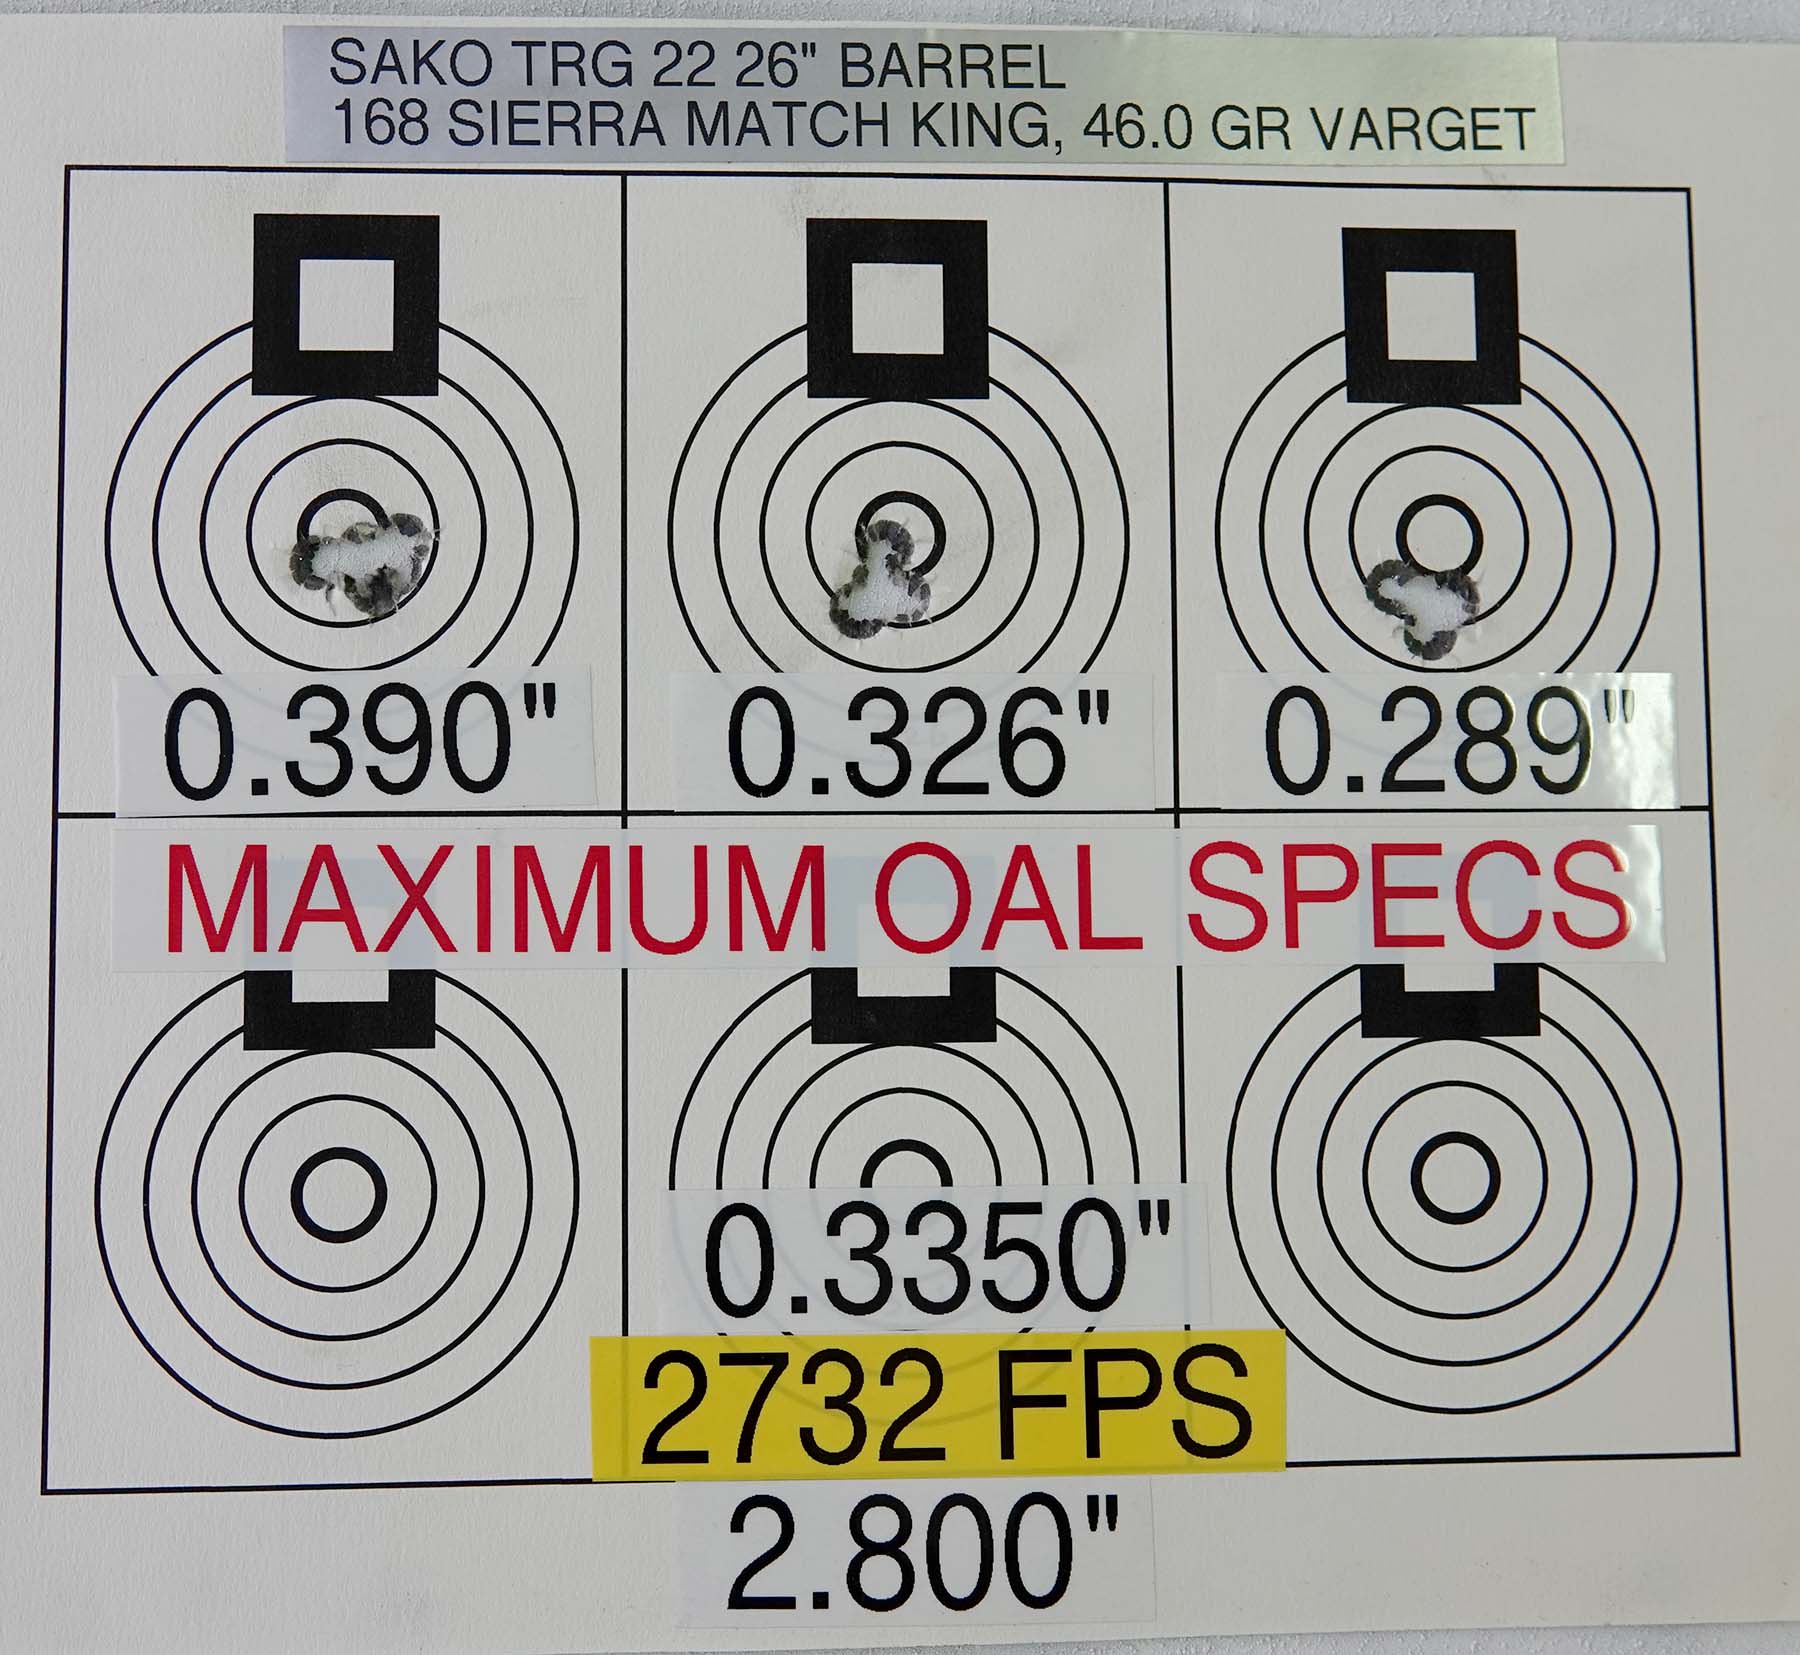 SAKO TRG 22 26" BARREL
168 SIERRA MATCH KING, 46.0 GR VARGET
0.390" 0.326" 0.289"
MAXIMUM OAL SPECS
0.3350"
2732 FPS
2.800"